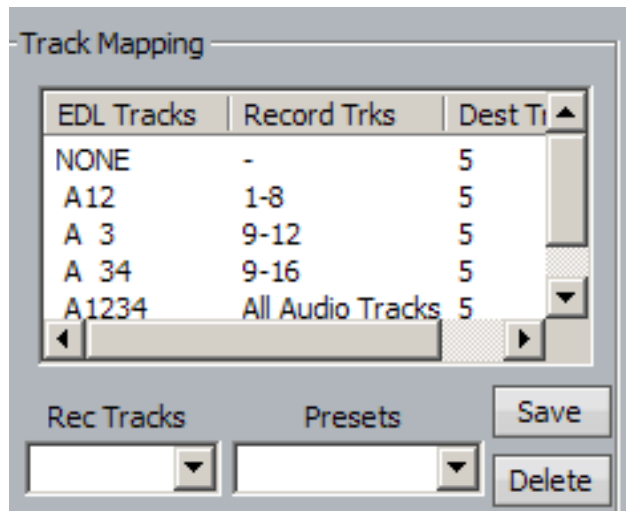 Track Mapping
EDL Tracks Record Trks Dest
NONE - 5
A12 1-8 5
A 3 9-12 5
A 34 9-16 5
A1234 All Audio Tracks 5
Rec Tracks Presets Save
Delete